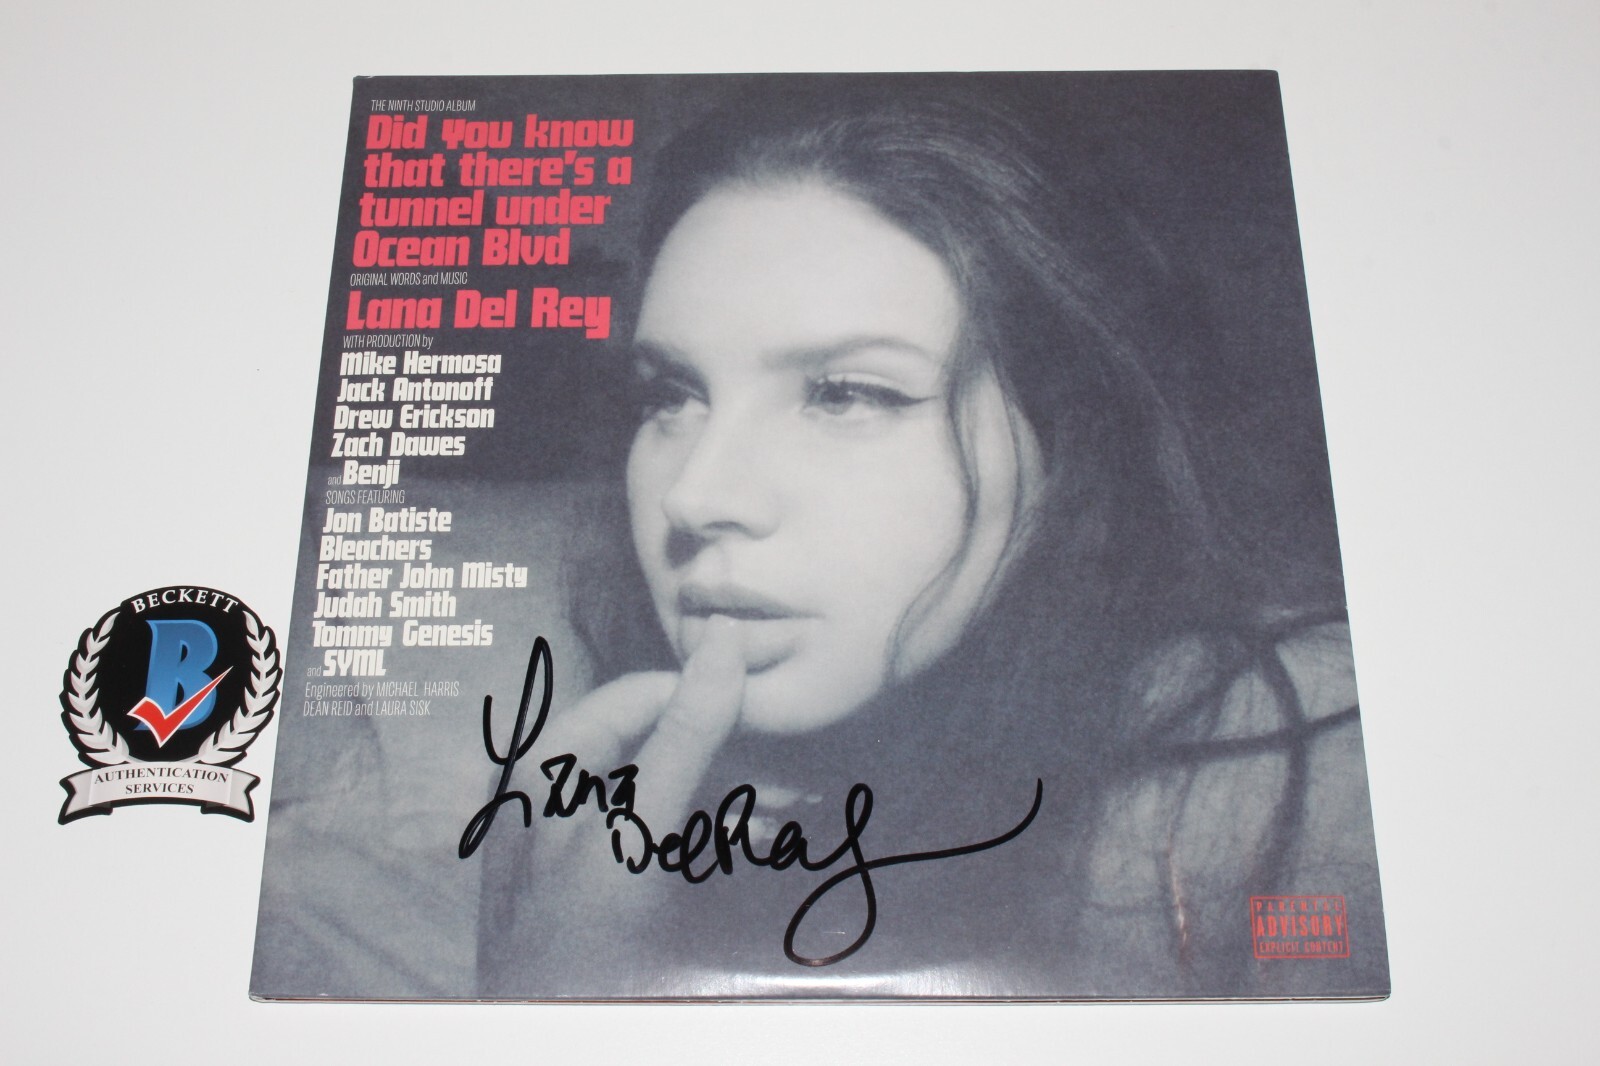 THE NINTH STUDIO ALBUM
Did you know
that there's a
tunnel under
Ocean Blvd
ORIGINAL WORDS and MUSIC
Lana Del Rey
WITH PRODUCTION by
Mike Hermosa
Jack Antonoff
Drew Erickson
Zach Dawes
and Benji
SONGS FEATURING
Jon Batiste
Bleachers
Father John Misty
Judah Smith
Tommy Genesis
and SYML
Engineered by MICHAEL HARRIS
DEAN REID and LAURA SISK
Lana
Del Rey
PARENTAL
ADVISORY
EXPLICIT CONTENT
BECKETT
B
AUTHENTICATION
SERVICES